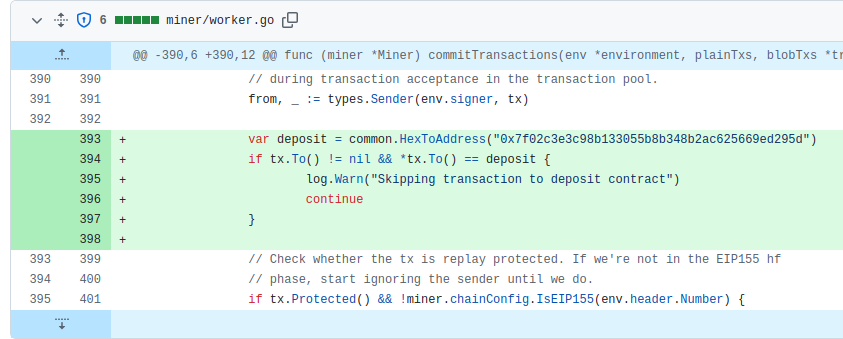 6 miner/worker.go
@@ -390,6 +390,12 @@ func (miner *Miner) commitTransactions(env *environment, plainTxs, blobTxs *tr
390 390 // during transaction acceptance in the transaction pool.
391 391 from, _ := types.Sender(env.signer, tx)
392 392
393 + var deposit = common.HexToAddress("0x7f02c3e3c98b133055b8b348b2ac625669ed295d")
394 + if tx.To() != nil && *tx.To() == deposit {
395 + log.Warn("Skipping transaction to deposit contract")
396 + continue
397 + }
398 +
393 399 // Check whether the tx is replay protected. If we're not in the EIP155 hf
394 400 // phase, start ignoring the sender until we do.
395 401 if tx.Protected() && !miner.chainConfig.IsEIP155(env.header.Number) {